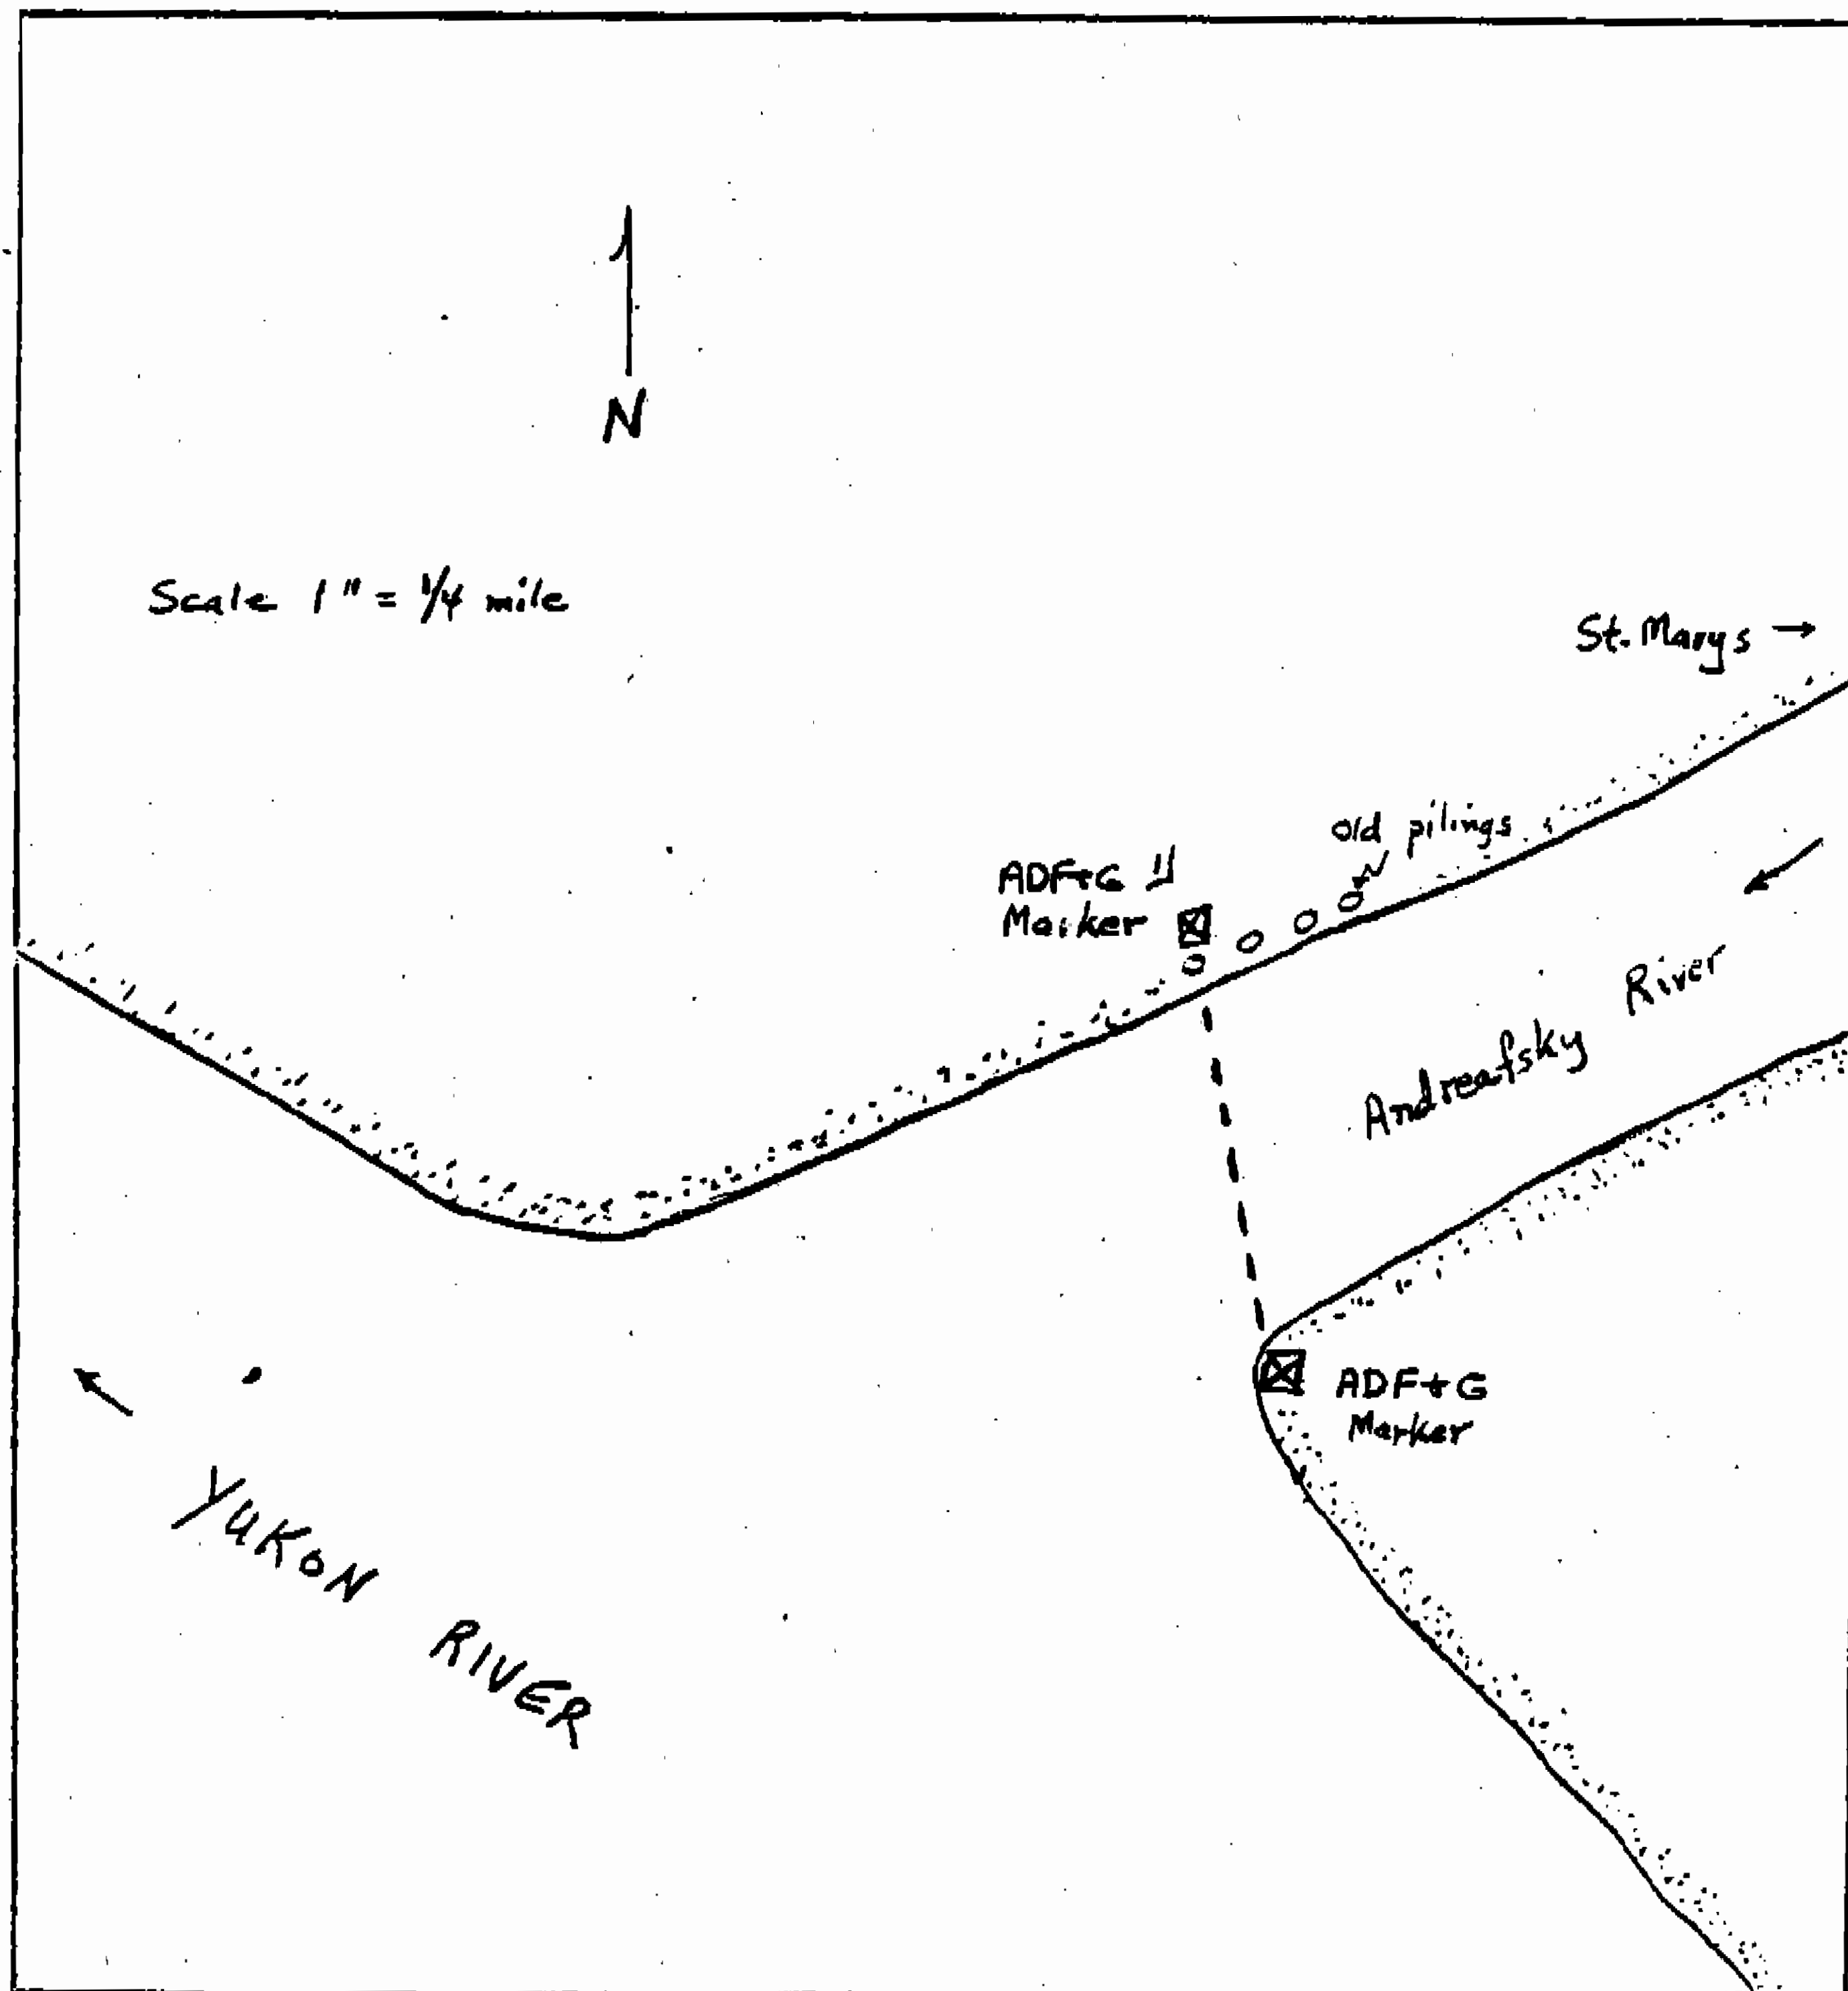 N
Scale 1" = 1/4 mile
St. Marys →
old pilings
ADF+G
Marker
River
Andreafsky
ADF+G
Marker
YUKON
RIVER